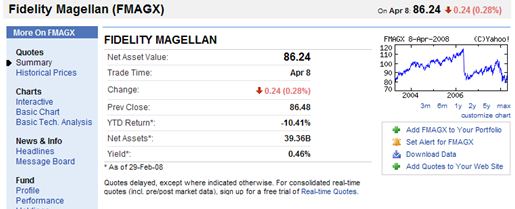 Fidelity Magellan (FMAGX)
On Apr 8: 86.24 0.24 (0.28%)
More On FMAGX
Quotes
Summary
Historical Prices
Charts
Interactive
Basic Chart
Basic Tech. Analysis
News & Info
Headlines
Message Board
Fund
Profile
Performance
Holdings
FIDELITY MAGELLAN
Net Asset Value: 86.24
Trade Time: Apr 8
Change: 0.24 (0.28%)
Prev Close: 86.48
YTD Return*: -10.41%
Net Assets*: 39.36B
Yield*: 0.46%
* As of 29-Feb-08
Quotes delayed, except where indicated otherwise. For consolidated real-time
quotes (incl. pre/post market data), sign up for a free trial of Real-time Quotes.
FMAGX 8-Apr-2008 (C)Yahoo!
120
110
100
90
80
70
2004 2006
3m 6m 1y 2y 5y max
customize chart
Add FMAGX to Your Portfolio
Set Alert for FMAGX
Download Data
Add Quotes to Your Web Site